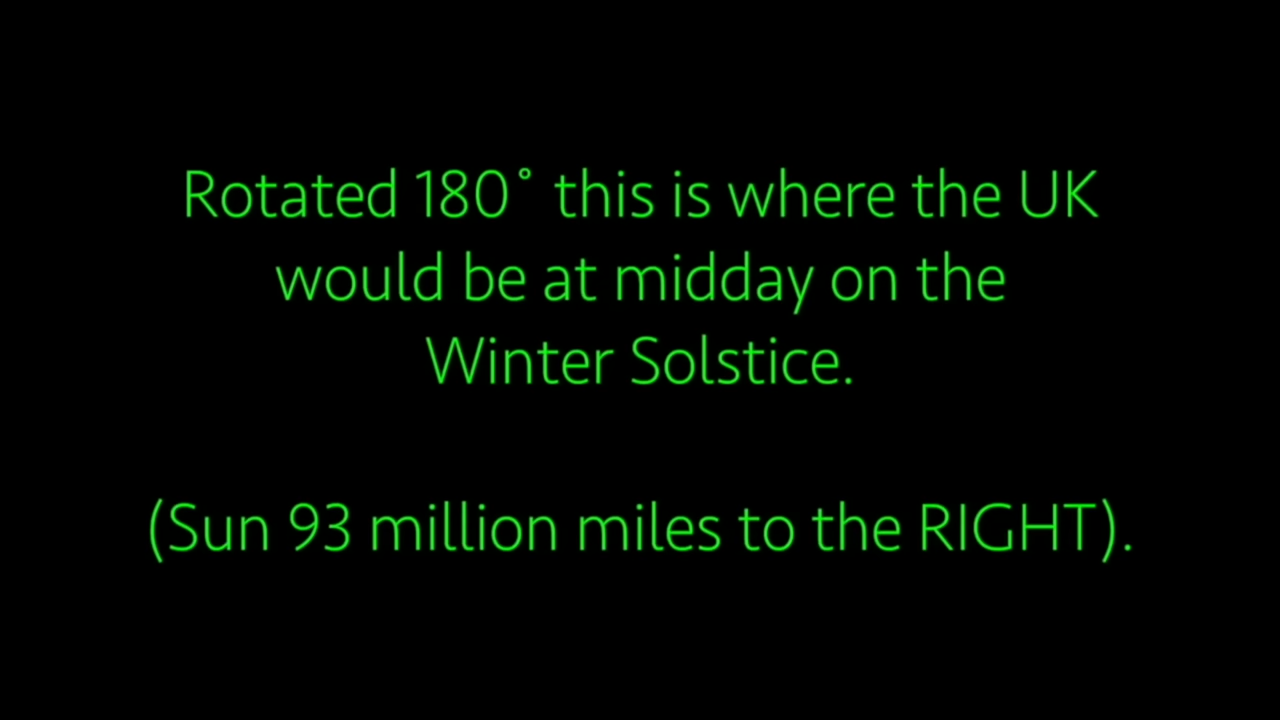 Rotated 180° this is where the UK
would be at midday on the
Winter Solstice.
(Sun 93 million miles to the RIGHT).